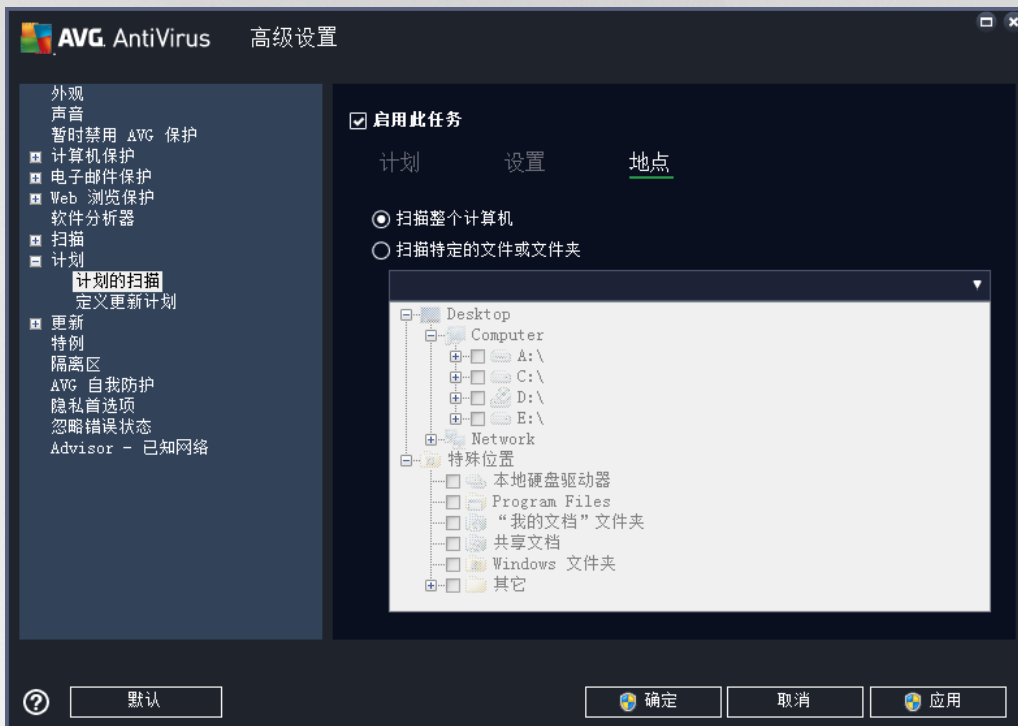 AVG AntiVirus 高级设置
外观
声音
暂时禁用 AVG 保护
计算机保护
电子邮件保护
Web 浏览保护
软件分析器
扫描
计划
计划的扫描
定义更新计划
更新
特例
隔离区
AVG 自我防护
隐私首选项
忽略错误状态
Advisor - 已知网络
启用此任务
计划 设置 地点
扫描整个计算机
扫描特定的文件或文件夹
Desktop
Computer
A:\
C:\
D:\
E:\
Network
特殊位置
本地硬盘驱动器
Program Files
“我的文档”文件夹
共享文档
Windows 文件夹
其它
默认 确定 取消 应用